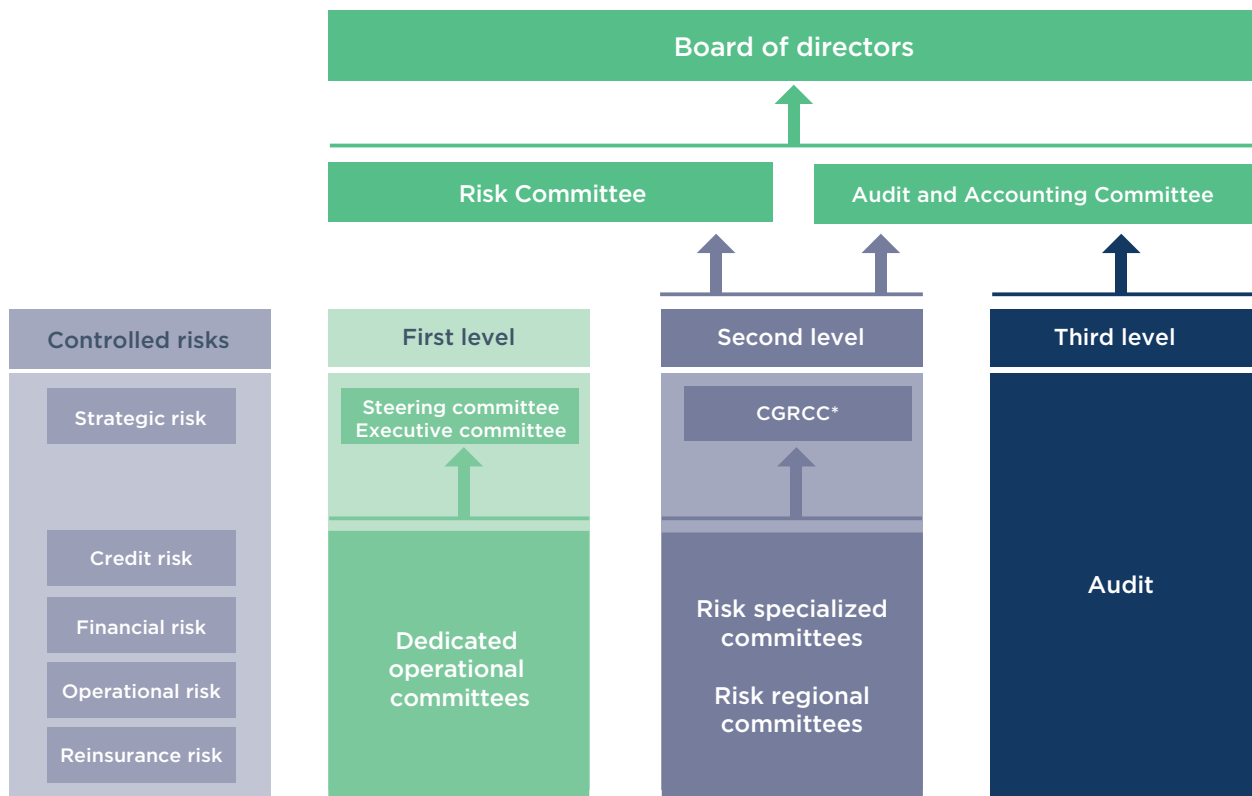 Board of directors
Risk Committee
Audit and Accounting Committee
Controlled risks
First level
Second level
Third level
Strategic risk
Steering committee
Executive committee
CGRCC*
Credit risk
Financial risk
Operational risk
Reinsurance risk
Dedicated
operational
committees
Risk specialized
committees
Risk regional
committees
Audit